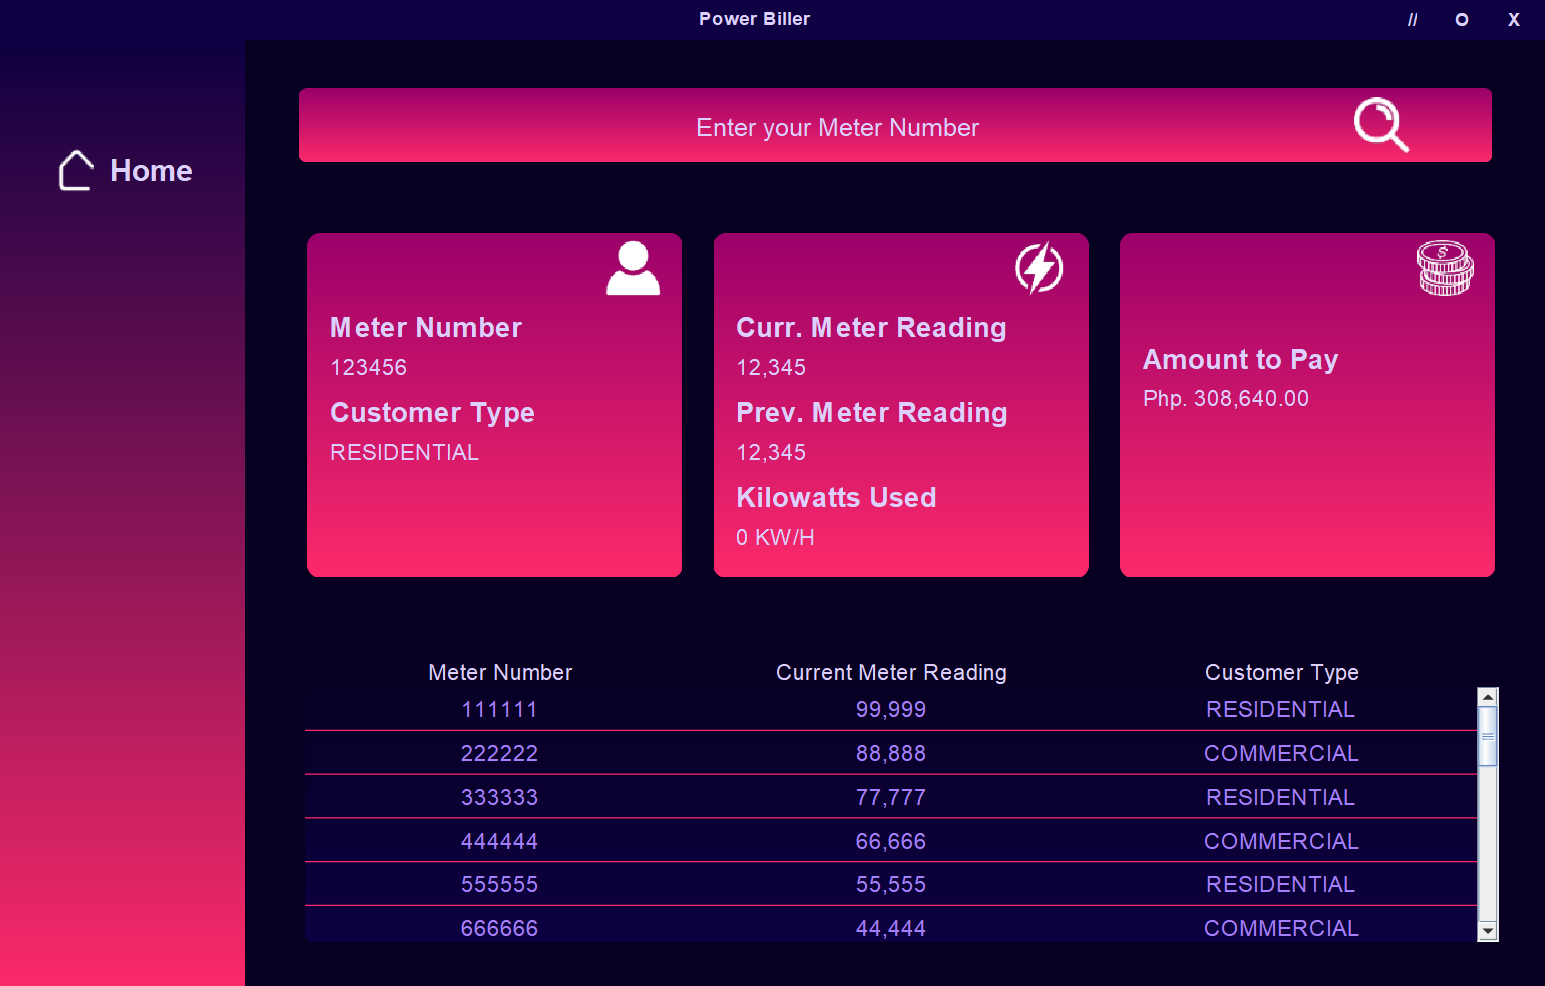 Power Biller // O X
Home
Enter your Meter Number
Meter Number
123456
Customer Type
RESIDENTIAL
Curr. Meter Reading
12,345
Prev. Meter Reading
12,345
Kilowatts Used
0 KW/H
$
Amount to Pay
Php. 308,640.00
Meter Number Current Meter Reading Customer Type
111111 99,999 RESIDENTIAL
222222 88,888 COMMERCIAL
333333 77,777 RESIDENTIAL
444444 66,666 COMMERCIAL
555555 55,555 RESIDENTIAL
666666 44,444 COMMERCIAL